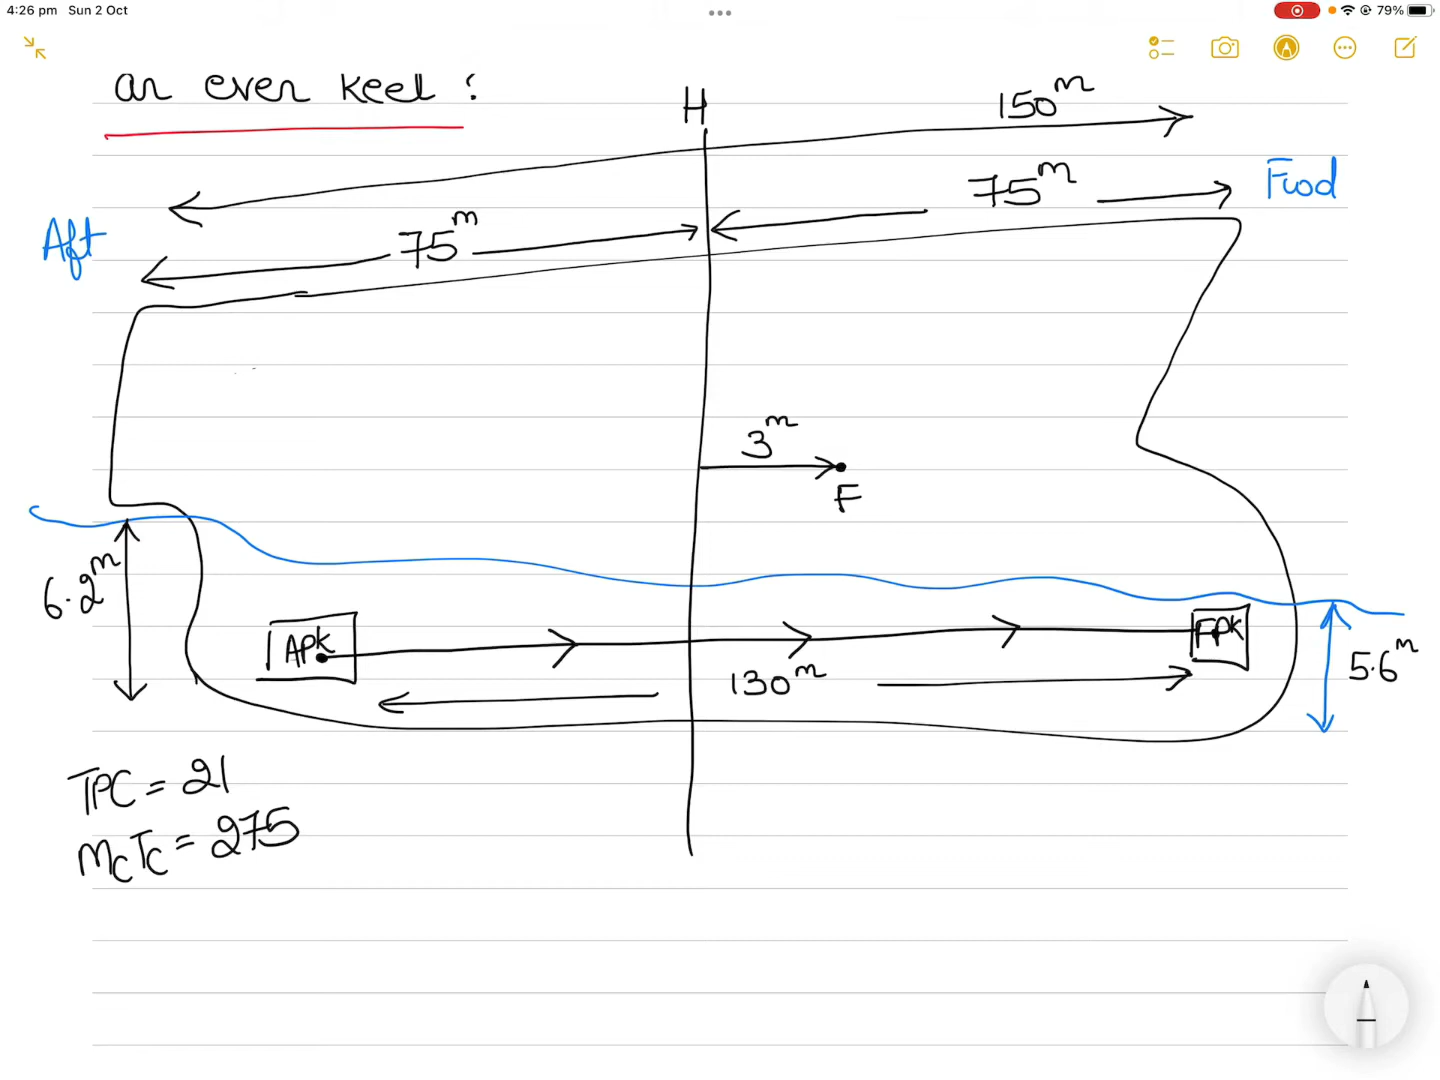 4:26 pm Sun 2 Oct
79%
an even keel ?
H
150m
75m
Fwd
Aft
75m
3m
F
6.2m
Apk
Fpk
130m
5.6m
TPC = 21
MCTC = 275